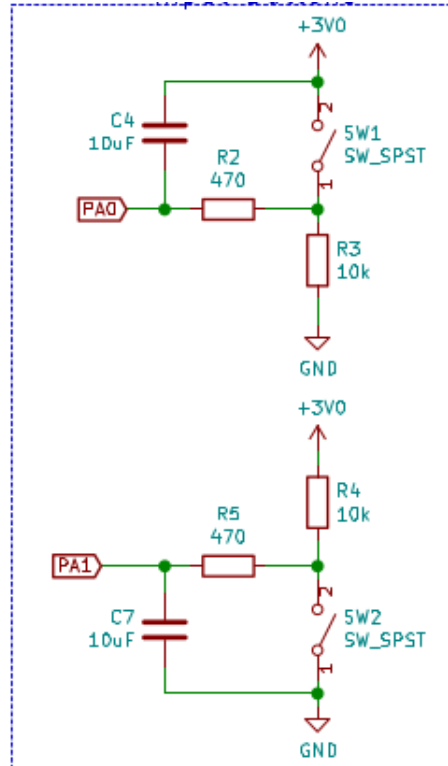 +3V0
2
C4
10uF
SW1
SW_SPST
R2
470
1
PA0
R3
10k
GND
+3V0
R4
10k
R5
470
PA1
2
C7
10uF
SW2
SW_SPST
1
GND